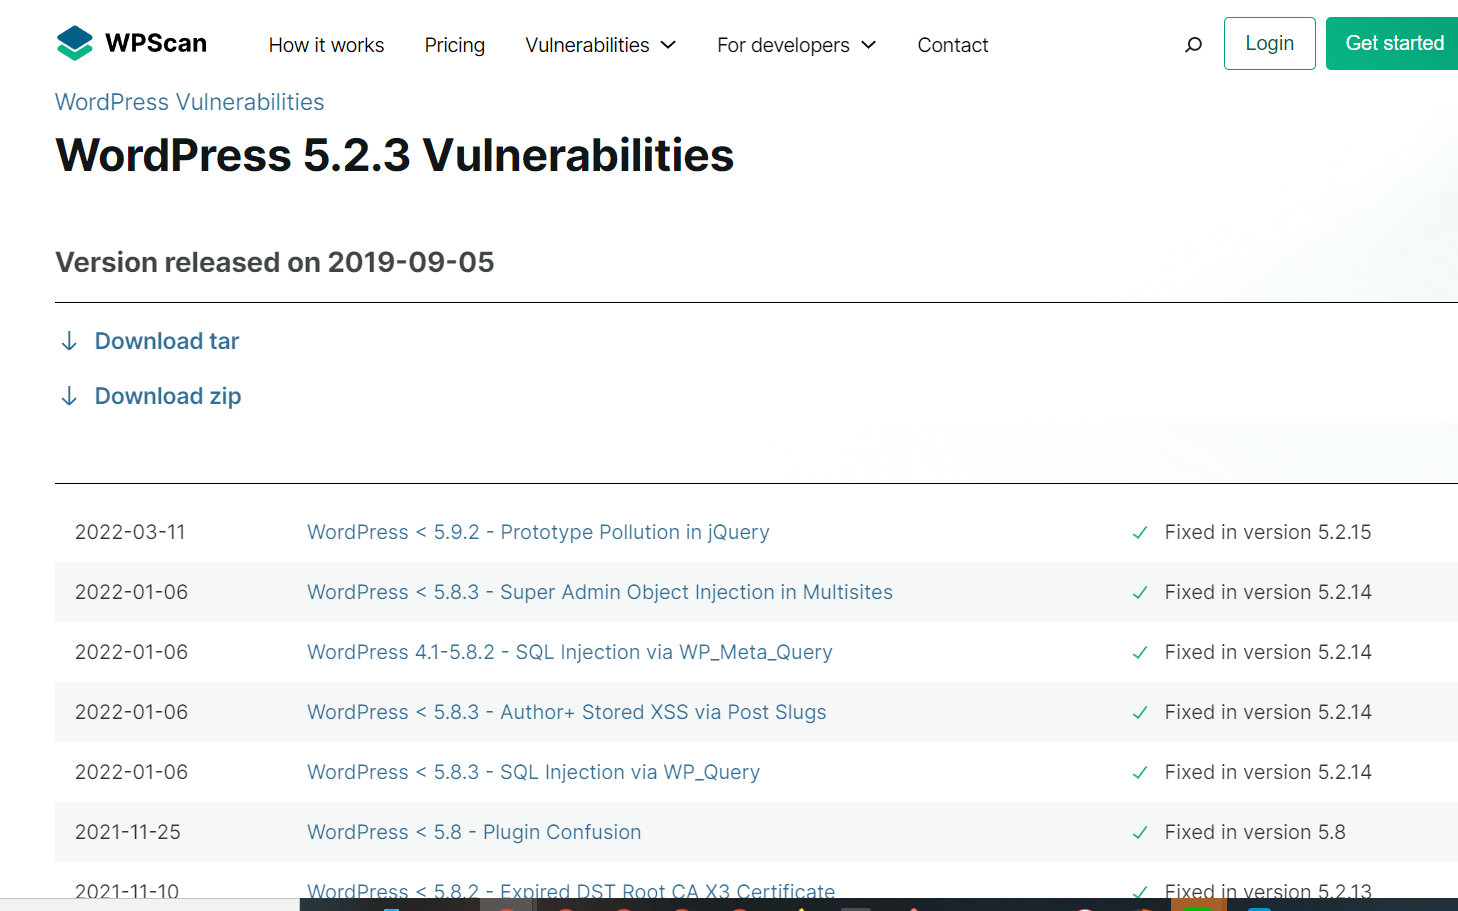 WPScan How it works Pricing Vulnerabilities For developers Contact Login Get started
WordPress Vulnerabilities
WordPress 5.2.3 Vulnerabilities
Version released on 2019-09-05
Download tar
Download zip
2022-03-11 WordPress < 5.9.2 - Prototype Pollution in jQuery Fixed in version 5.2.15
2022-01-06 WordPress < 5.8.3 - Super Admin Object Injection in Multisites Fixed in version 5.2.14
2022-01-06 WordPress 4.1-5.8.2 - SQL Injection via WP_Meta_Query Fixed in version 5.2.14
2022-01-06 WordPress < 5.8.3 - Author+ Stored XSS via Post Slugs Fixed in version 5.2.14
2022-01-06 WordPress < 5.8.3 - SQL Injection via WP_Query Fixed in version 5.2.14
2021-11-25 WordPress < 5.8 - Plugin Confusion Fixed in version 5.8
2021-11-10 WordPress < 5.8.2 - Expired DST Root CA X3 Certificate Fixed in version 5.2.13